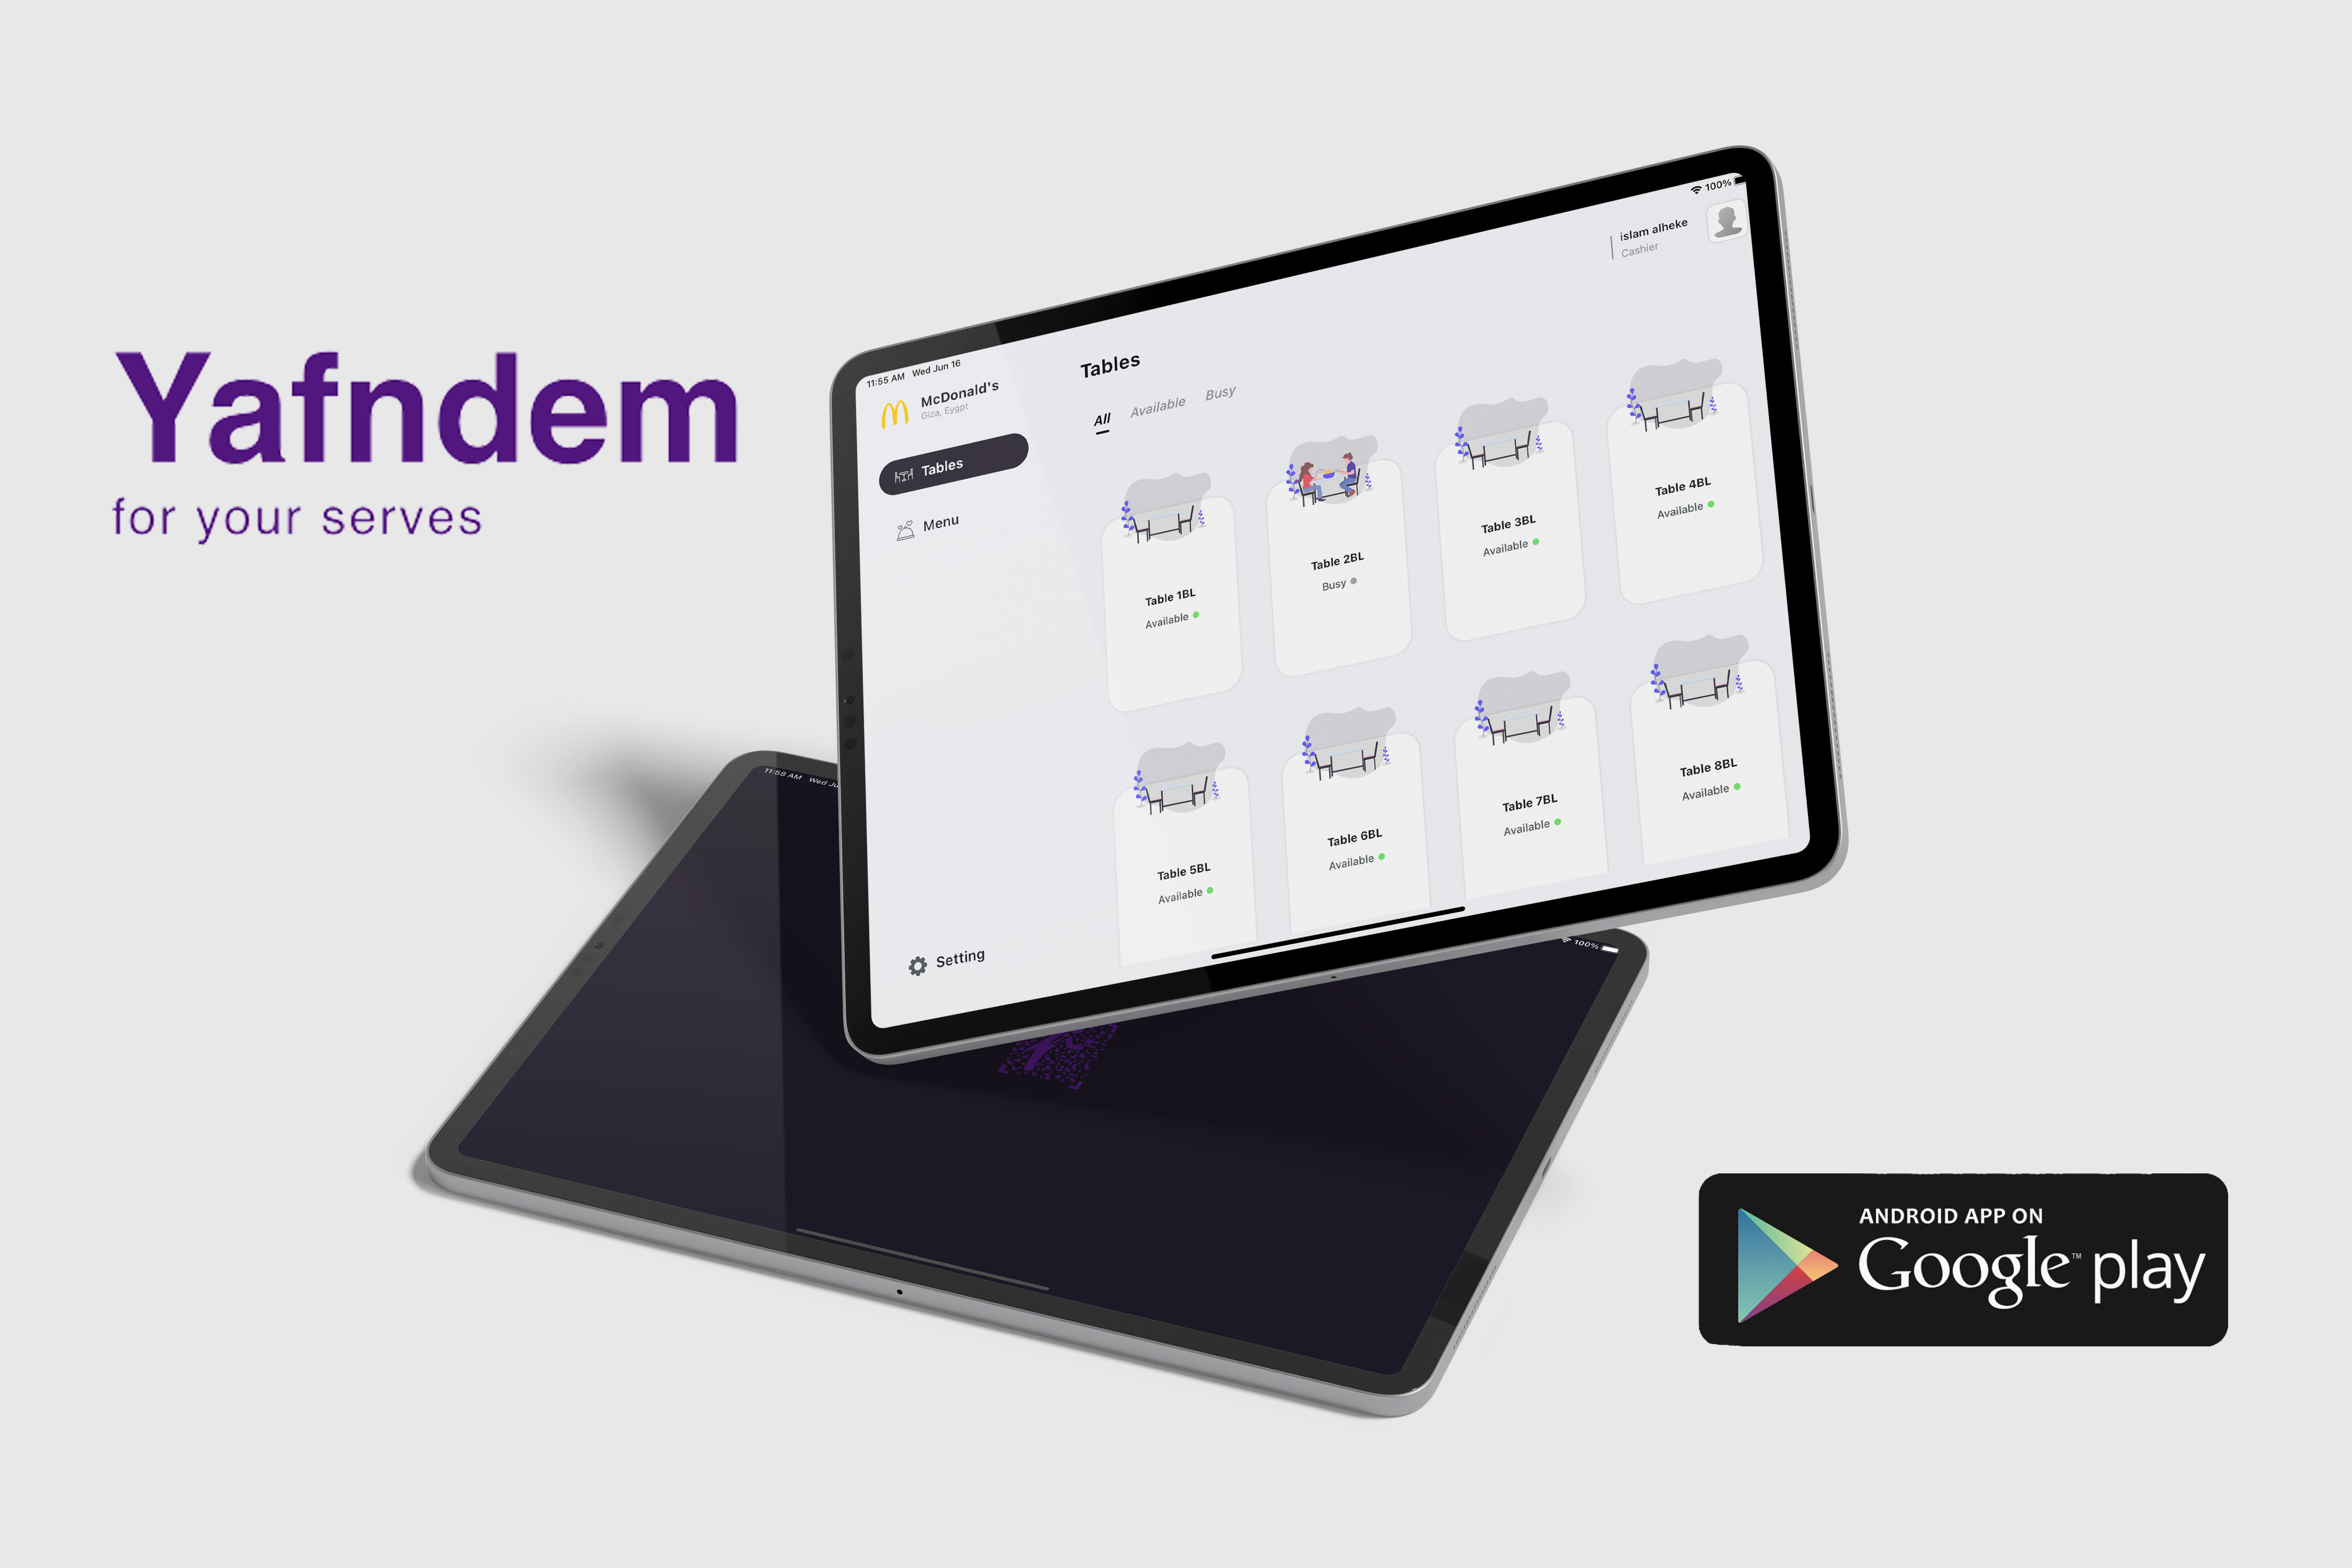 Yafndem
for your serves
11:55 AM Wed Jun 16
100%
McDonald's
Giza, Eygpt
islam alheke
Cashier
Tables
Menu
Setting
Tables
All Available Busy
Table 1BL
Available
Table 2BL
Busy
Table 3BL
Available
Table 4BL
Available
Table 5BL
Available
Table 6BL
Available
Table 7BL
Available
Table 8BL
Available
11:58 AM Wed
100%
ANDROID APP ON
Google™ play